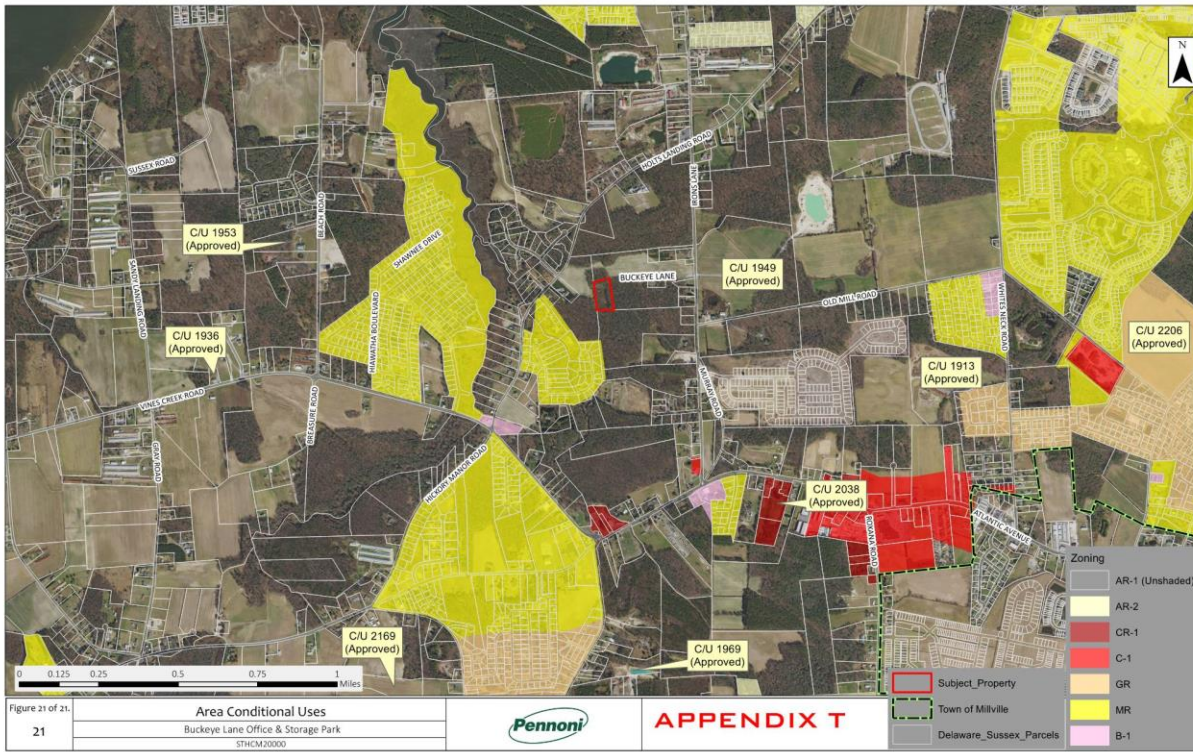 N
SUSSEX ROAD
HOLTS LANDING ROAD
BEACH ROAD
IRONS LANE
C/U 1953
(Approved)
SHAWNEE DRIVE
SANDY LANDING ROAD
BUCKEYE LANE
C/U 1949
(Approved)
OLD MILL ROAD
WHITES NECK ROAD
HIAWATHA BOULEVARD
C/U 1936
(Approved)
C/U 2206
(Approved)
C/U 1913
(Approved)
MURRAY ROAD
VINES CREEK ROAD
BREASURE ROAD
GRAY ROAD
HICKORY MANOR ROAD
C/U 2038
(Approved)
ROXANA ROAD
ATLANTIC AVENUE
C/U 2169
(Approved)
C/U 1969
(Approved)
0 0.125 0.25 0.5 0.75 1
Miles
Zoning
AR-1 (Unshaded)
AR-2
CR-1
C-1
GR
MR
B-1
Subject_Property
Town of Millville
Delaware_Sussex_Parcels
Figure 21 of 21.
21
Area Conditional Uses
Buckeye Lane Office & Storage Park
STHCM20000
Pennoni
APPENDIX T